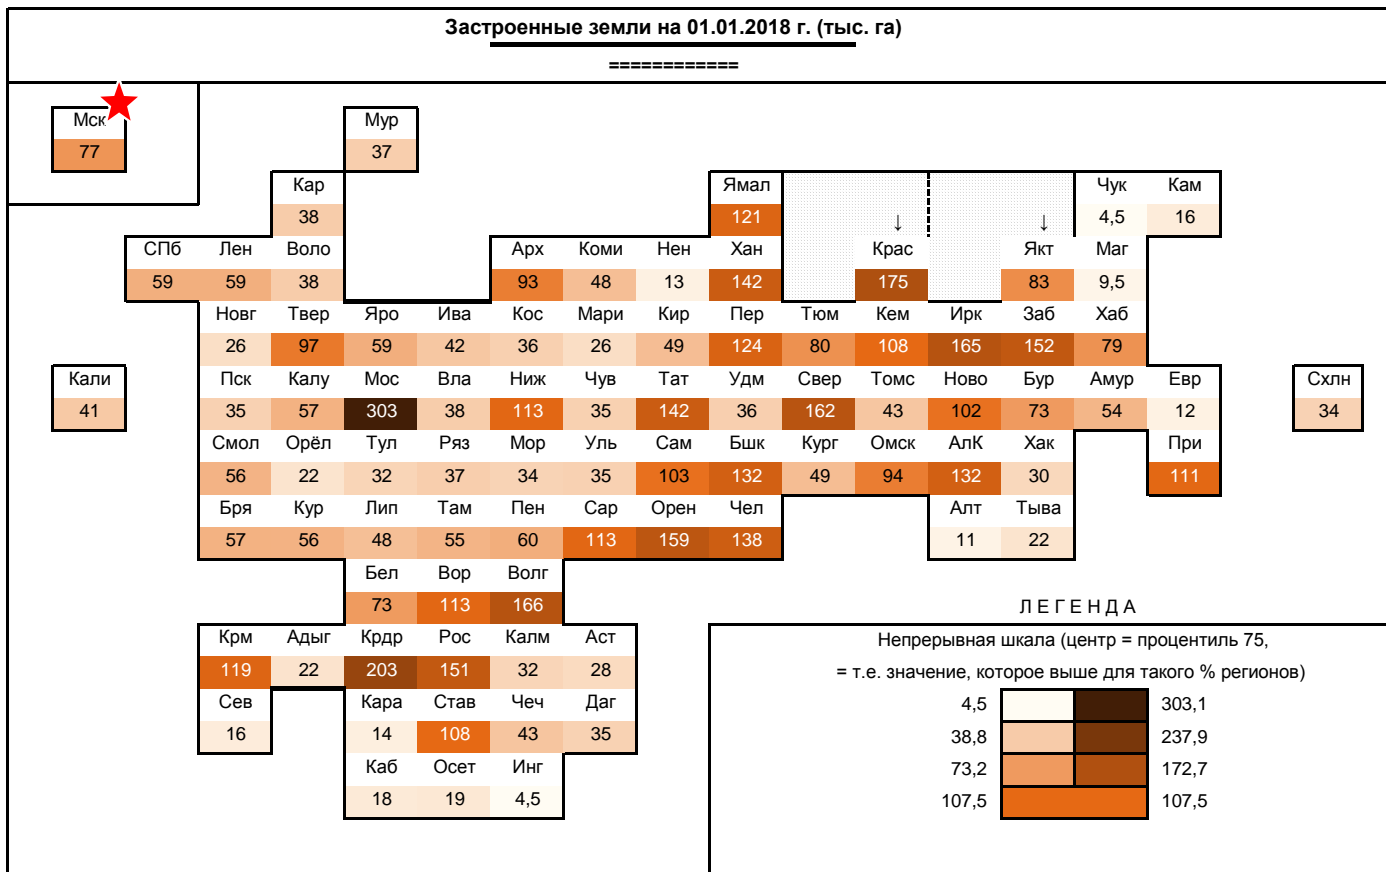 Застроенные земли на 01.01.2018 г. (тыс. га)
============
Мск Мур
77 37
Кар Ямал Чук Кам
38 121 ↓ ↓ 4,5 16
СПб Лен Воло Арх Коми Нен Хан Крас Якт Маг
59 59 38 93 48 13 142 175 83 9,5
Новг Твер Яро Ива Кос Мари Кир Пер Тюм Кем Ирк Заб Хаб
26 97 59 42 36 26 49 124 80 108 165 152 79
Кали Пск Калу Мос Вла Ниж Чув Тат Удм Свер Томс Ново Бур Амур Евр Схлн
41 35 57 303 38 113 35 142 36 162 43 102 73 54 12 34
Смол Орёл Тул Ряз Мор Уль Сам Бшк Кург Омск АлК Хак При
56 22 32 37 34 35 103 132 49 94 132 30 111
Бря Кур Лип Там Пен Сар Орен Чел Алт Тыва
57 56 48 55 60 113 159 138 11 22
Бел Вор Волг
73 113 166
Крм Адыг Крдр Рос Калм Аст
119 22 203 151 32 28
Сев Кара Став Чеч Даг
16 14 108 43 35
Каб Осет Инг
18 19 4,5
Л Е Г Е Н Д А
Непрерывная шкала (центр = процентиль 75,
= т.е. значение, которое выше для такого % регионов)
4,5 303,1
38,8 237,9
73,2 172,7
107,5 107,5